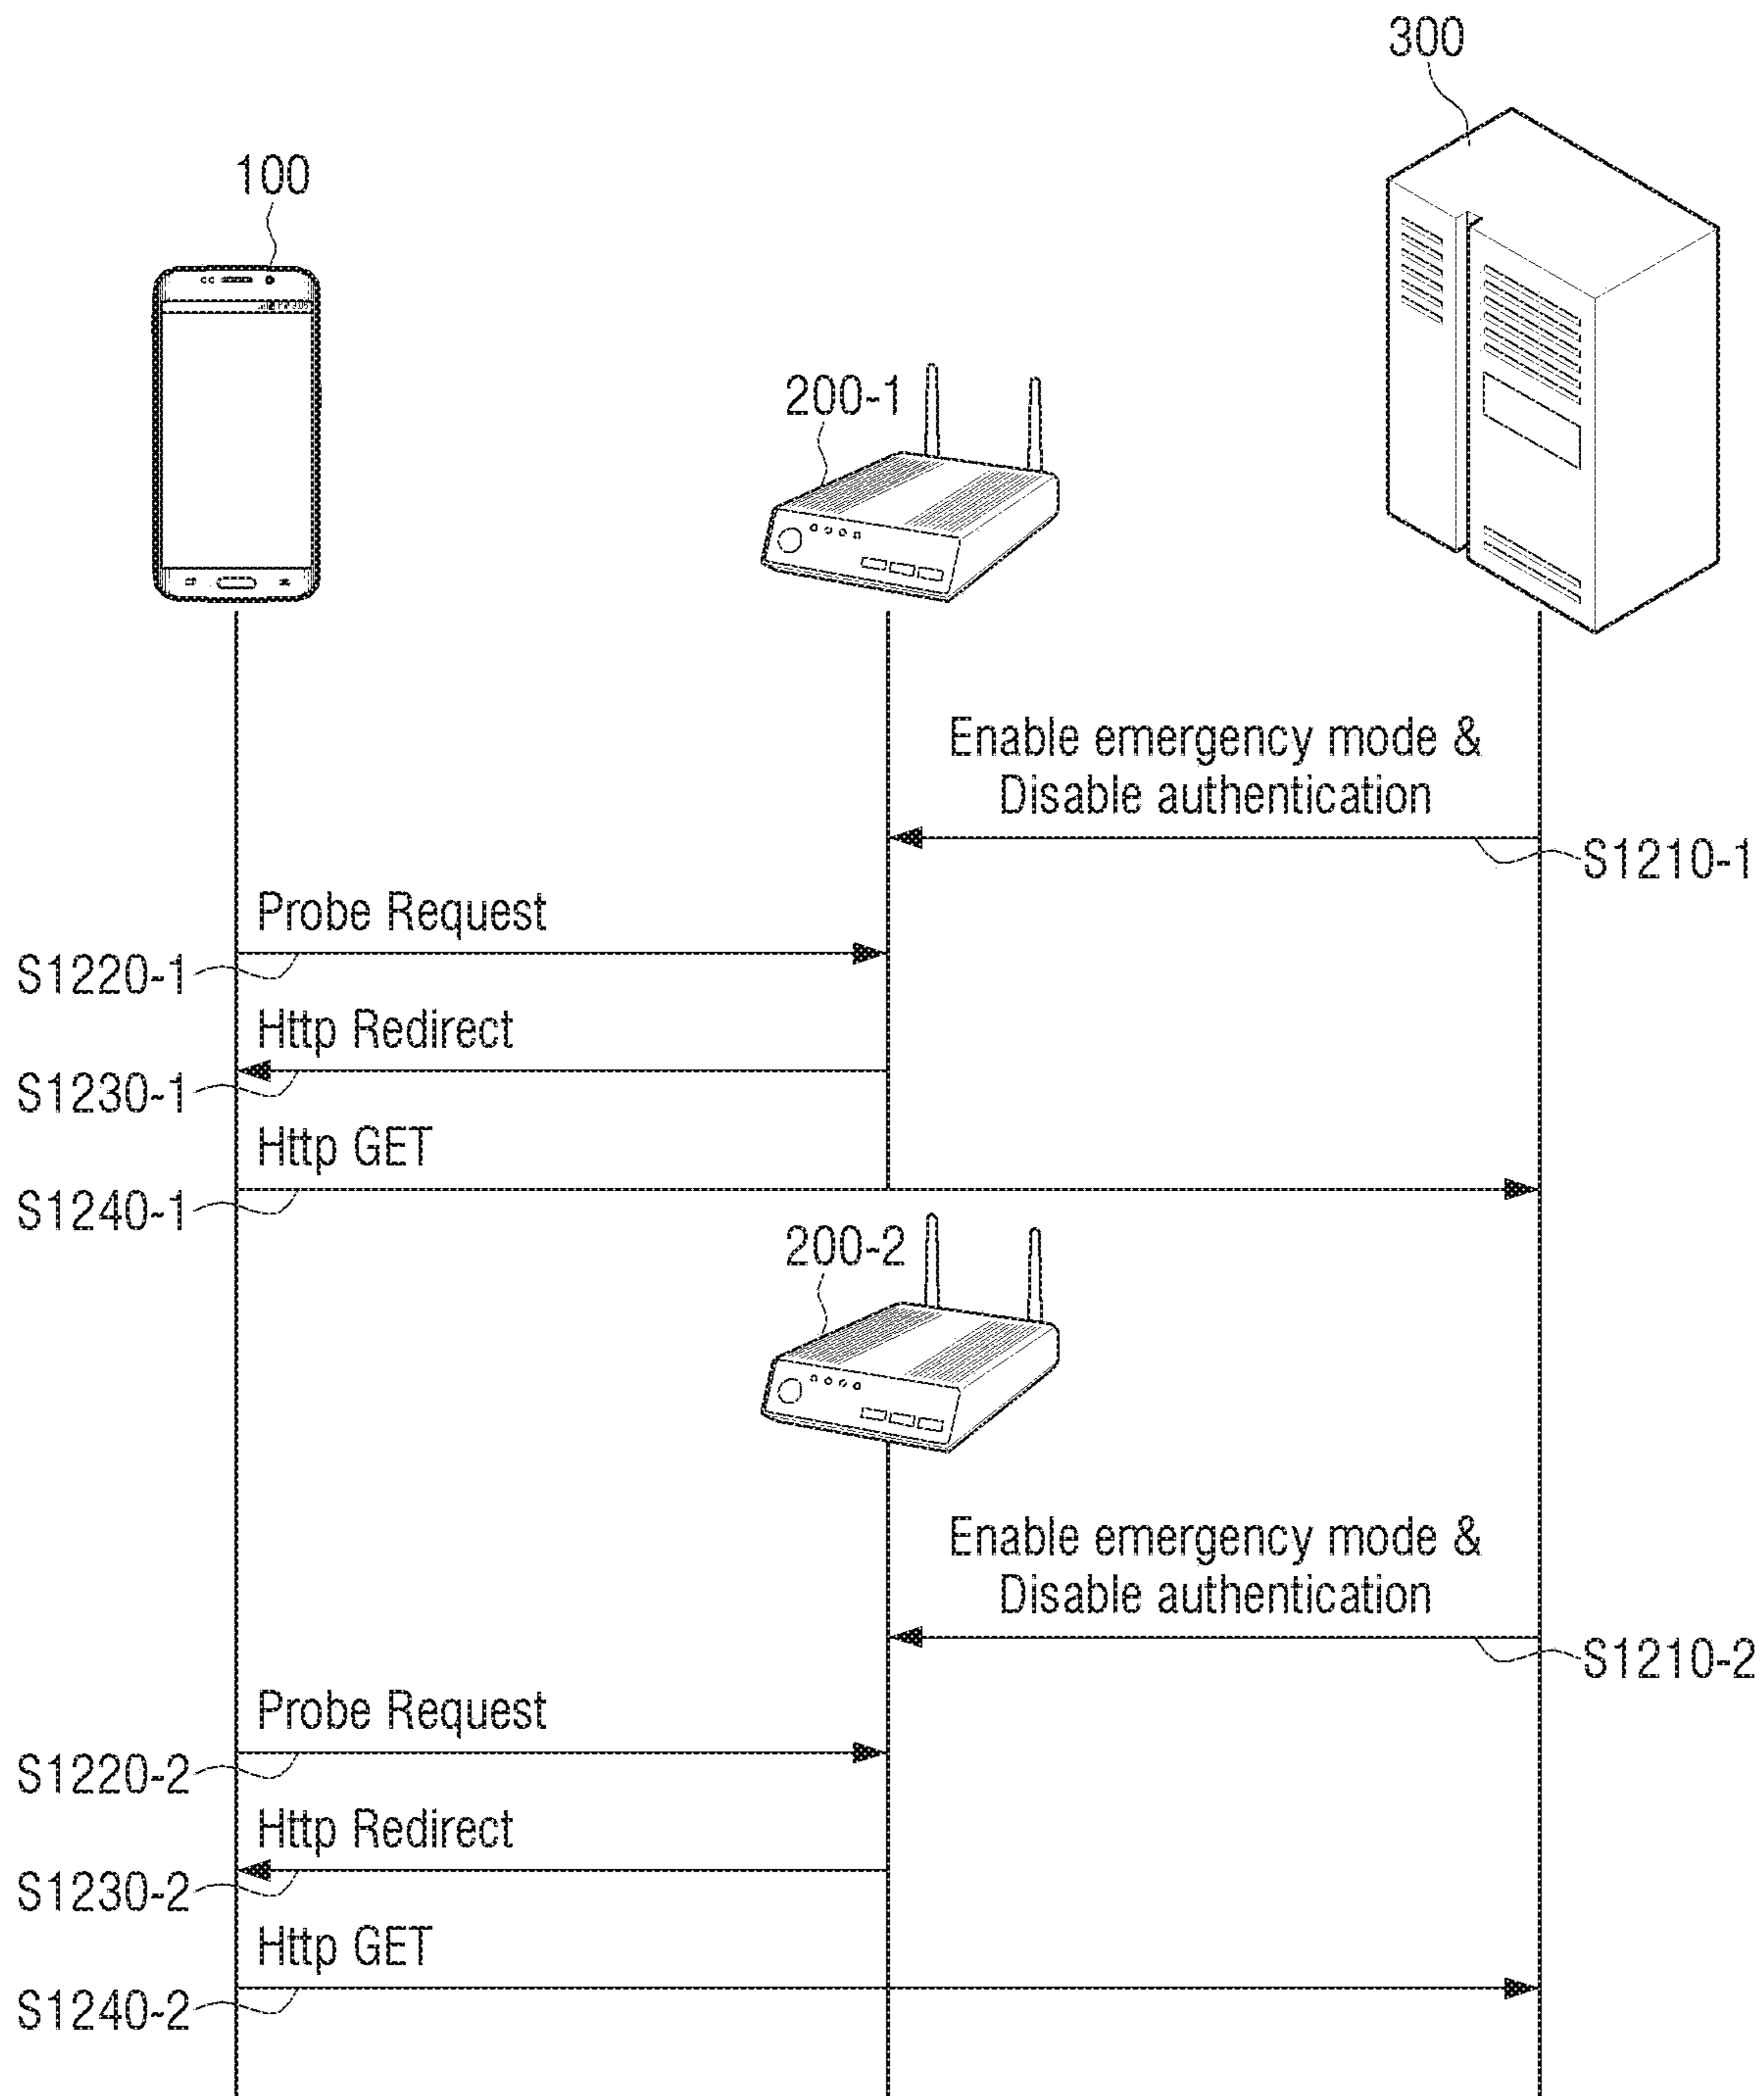 300
100
200-1
Enable emergency mode &
Disable authentication
S1210-1
Probe Request
S1220-1
Http Redirect
S1230-1
Http GET
S1240-1
200-2
Enable emergency mode &
Disable authentication
S1210-2
Probe Request
S1220-2
Http Redirect
S1230-2
Http GET
S1240-2